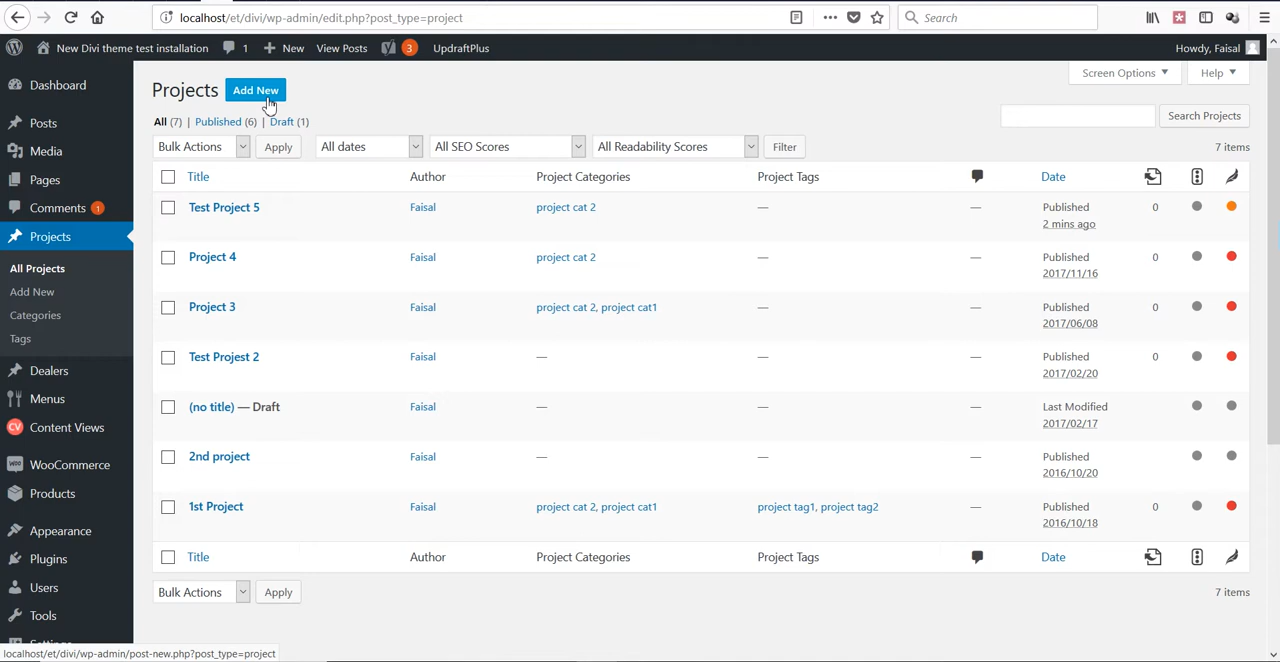 localhost/et/divi/wp-admin/edit.php?post_type=project
Search
New Divi theme test installation 1 New View Posts 3 UpdraftPlus Howdy, Faisal
Dashboard
Posts
Media
Pages
Comments 1
Projects
All Projects
Add New
Categories
Tags
Dealers
Menus
CV Content Views
Woo WooCommerce
Products
Appearance
Plugins
Users
Tools
Settings
Screen Options Help
Projects Add New
All (7) | Published (6) | Draft (1)
Search Projects
Bulk Actions Apply All dates All SEO Scores All Readability Scores Filter 7 items
Title Author Project Categories Project Tags Date
Test Project 5 Faisal project cat 2 — — Published 0
2 mins ago
Project 4 Faisal project cat 2 — — Published 0
2017/11/16
Project 3 Faisal project cat 2, project cat1 — — Published 0
2017/06/08
Test Projest 2 Faisal — — — Published 0
2017/02/20
(no title) — Draft Faisal — — — Last Modified
2017/02/17
2nd project Faisal — — — Published
2016/10/20
1st Project Faisal project cat 2, project cat1 project tag1, project tag2 — Published 0
2016/10/18
Title Author Project Categories Project Tags Date
Bulk Actions Apply 7 items
localhost/et/divi/wp-admin/post-new.php?post_type=project